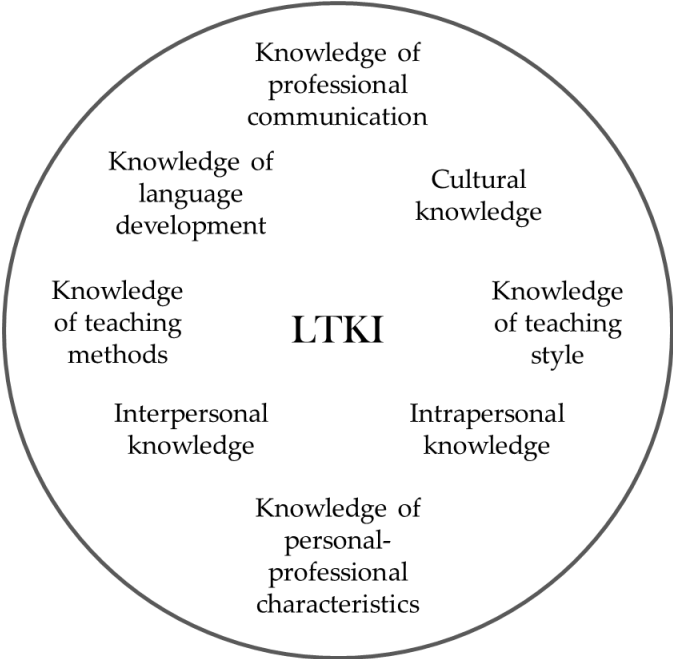 Knowledge of
professional
communication
Knowledge of
language
development
Cultural
knowledge
Knowledge
of teaching
methods
LTKI
Knowledge
of teaching
style
Interpersonal
knowledge
Intrapersonal
knowledge
Knowledge of
personal-
professional
characteristics